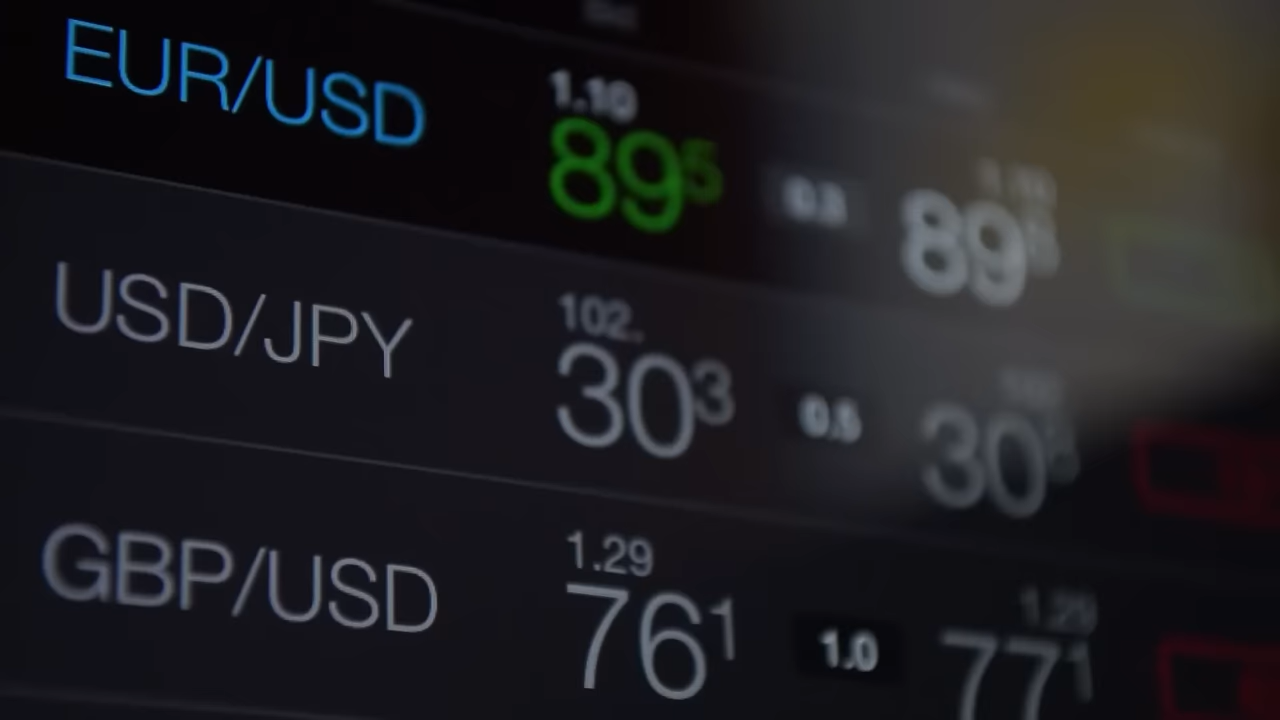 EUR/USD
1.10
89⁵ 0.3 89
USD/JPY
102.
30³ 0.5 30
GBP/USD
1.29 1.29
76¹ 1.0 77¹